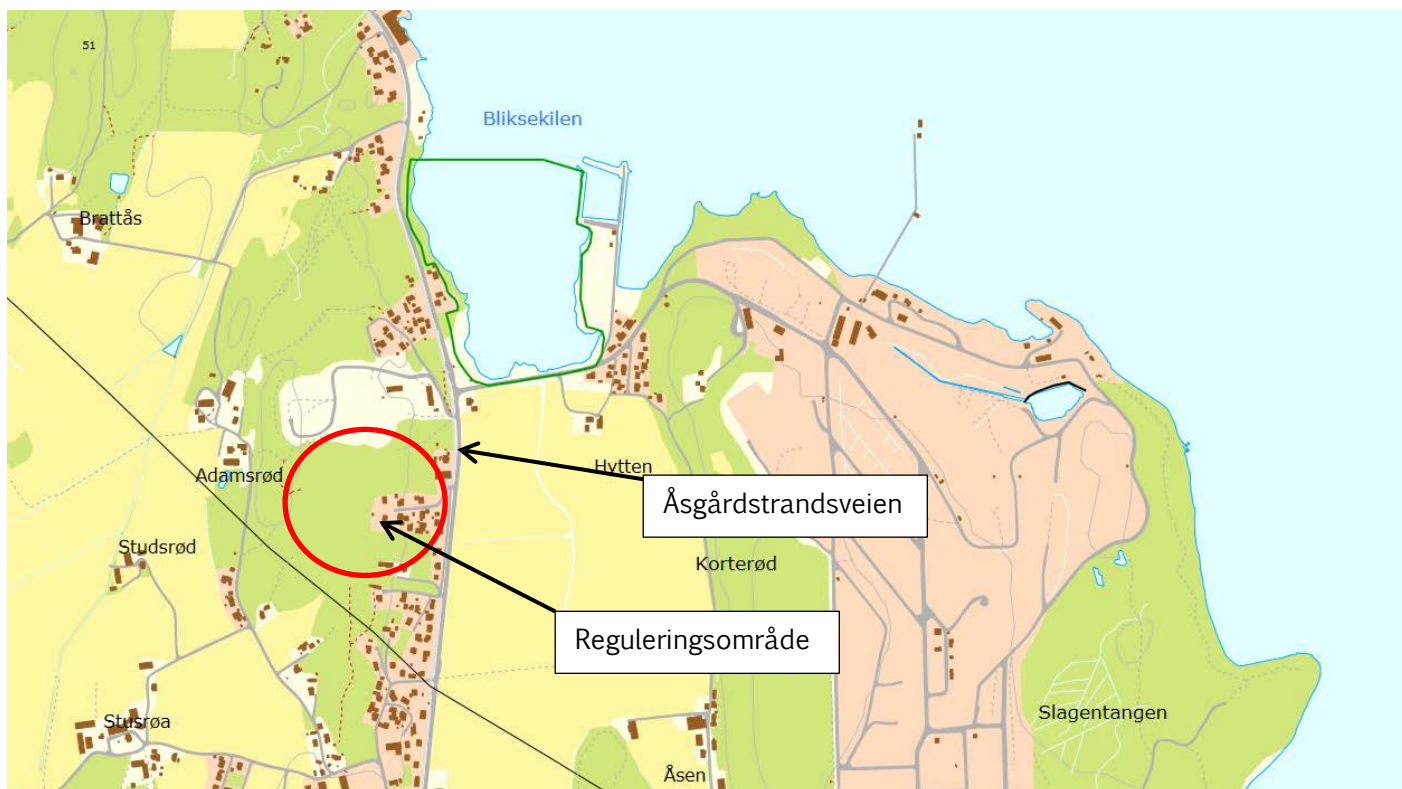 51
Bliksekilen
Brattås
Adamsrød
Hytten
Åsgårdstrandsveien
Studsrød
Korterød
Reguleringsområde
Stusrøa
Slagentangen
Åsen